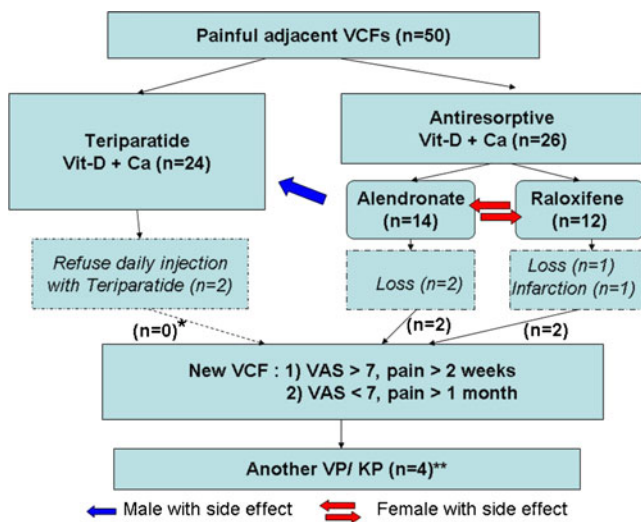 Painful adjacent VCFs (n=50)
Teriparatide
Vit-D + Ca (n=24)
Antiresorptive
Vit-D + Ca (n=26)
Alendronate
(n=14)
Raloxifene
(n=12)
Refuse daily injection
with Teriparatide (n=2)
Loss (n=2)
Loss (n=1)
Infarction (n=1)
(n=0)*
(n=2)
(n=2)
New VCF : 1) VAS > 7, pain > 2 weeks
2) VAS < 7, pain > 1 month
Another VP/ KP (n=4)**
Male with side effect
Female with side effect